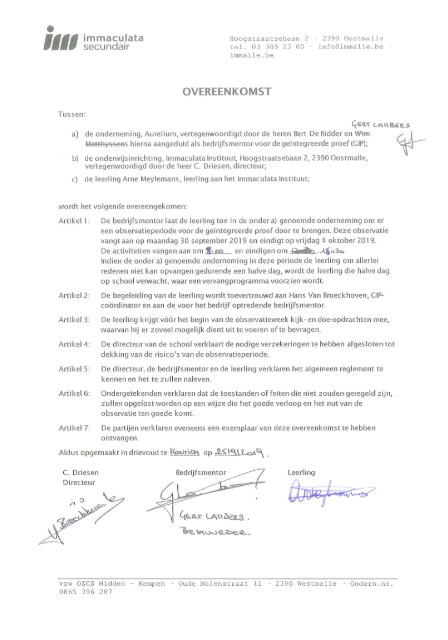 immaculata
secundair
Hoogstraatsebaan 2 · 2390 Oostmalle
tel. 03 309 23 00 · info@immalle.be ·
immalle.be
OVEREENKOMST
Tussen:
GERT LAMBERS
a) de onderneming, Aurelium, vertegenwoordigd door de heren Bert De Ridder en Wim
Matthyssens hierna aangeduid als bedrijfsmentor voor de geïntegreerde proef (GIP);
b) de onderwijsinrichting, Immaculata Instituut, Hoogstraatsebaan 2, 2390 Oostmalle,
vertegenwoordigd door de heer C. Driesen, directeur;
c) de leerling Arne Meylemans, leerling aan het Immaculata Instituut;
wordt het volgende overeengekomen:
Artikel 1: De bedrijfsmentor laat de leerling toe in de onder a) genoemde onderneming om er
een observatieperiode voor de geïntegreerde proef door te brengen. Deze observatie
vangt aan op maandag 30 september 2019 en eindigt op vrijdag 4 oktober 2019.
De activiteiten vangen aan om :00 en eindigen om
Indien de onder a) genoemde onderneming in deze periode de leerling om allerlei
redenen niet kan opvangen gedurende een halve dag, wordt de leerling die halve dag
op school verwacht, waar een vervangprogramma voorzien wordt.
Artikel 2: De begeleiding van de leerling wordt toevertrouwd aan Hans Van Broeckhoven, GIP-
coördinator en aan de voor het bedrijf optredende bedrijfsmentor.
Artikel 3: De leerling krijgt vóór het begin van de observatieweek kijk- en doe-opdrachten mee,
waarvan hij er zoveel mogelijk dient uit te voeren of te bevragen.
Artikel 4: De directeur van de school verklaart de nodige verzekeringen te hebben afgesloten tot
dekking van de risico's van de observatieperiode.
Artikel 5: De directeur, de bedrijfsmentor en de leerling verklaren het algemeen reglement te
kennen en het te zullen naleven.
Artikel 6: Ondergetekenden verklaren dat de toestanden of feiten die niet zouden geregeld zijn,
zullen opgelost worden op een wijze die het goede verloop en het nut van de
observatie ten goede komt.
Artikel 7: De partijen verklaren eveneens een exemplaar van deze overeenkomst te hebben
ontvangen.
Aldus opgemaakt in drievoud te op 25/9/2019.
C. Driesen Bedrijfsmentor Leerling
Directeur
GERT LAMBERS.
BESTUURDER.
vzw OZCS Midden - Kempen · Oude Molenstraat 11 · 2390 Westmalle · Ondern.nr.
0865 396 287